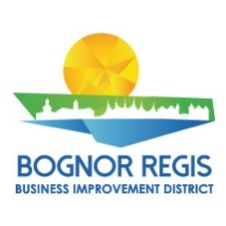 BOGNOR REGIS
BUSINESS IMPROVEMENT DISTRICT